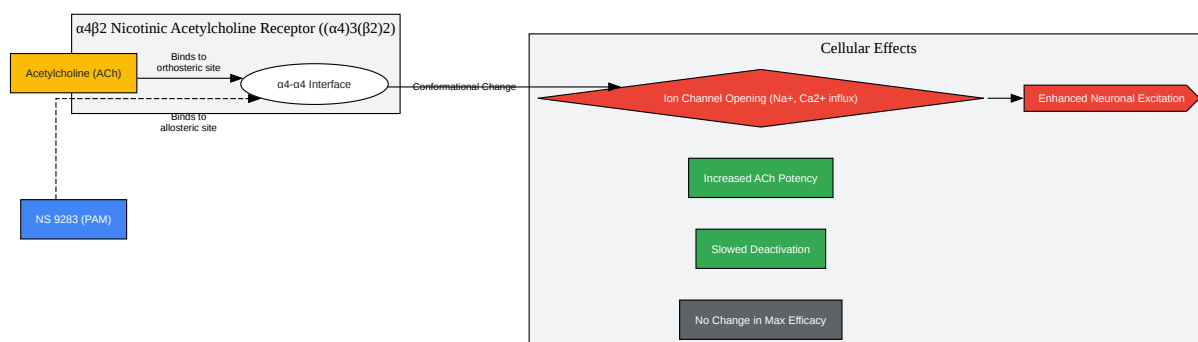 α4β2 Nicotinic Acetylcholine Receptor ((α4)3(β2)2)
Acetylcholine (ACh)
Binds to
orthosteric site
α4-α4 Interface
Binds to
allosteric site
NS 9283 (PAM)
Conformational Change
Cellular Effects
Ion Channel Opening (Na+, Ca2+ influx)
Enhanced Neuronal Excitation
Increased ACh Potency
Slowed Deactivation
No Change in Max Efficacy